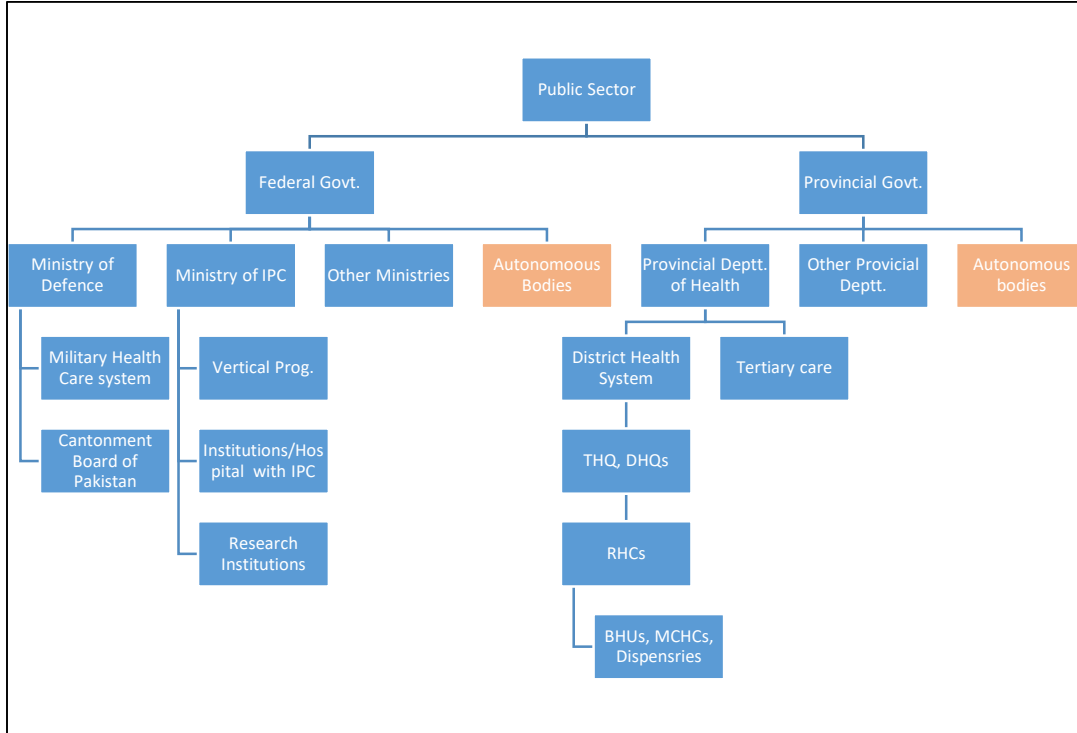 Public Sector
Federal Govt.
Provincial Govt.
Ministry of
Defence
Ministry of IPC
Other Ministries
Autonomoous
Bodies
Provincial Deptt.
of Health
Other Provicial
Deptt.
Autonomous
bodies
Military Health
Care system
Vertical Prog.
District Health
System
Tertiary care
Cantonment
Board of
Pakistan
Institutions/Hos
pital with IPC
THQ, DHQs
Research
Institutions
RHCs
BHUs, MCHCs,
Dispensries